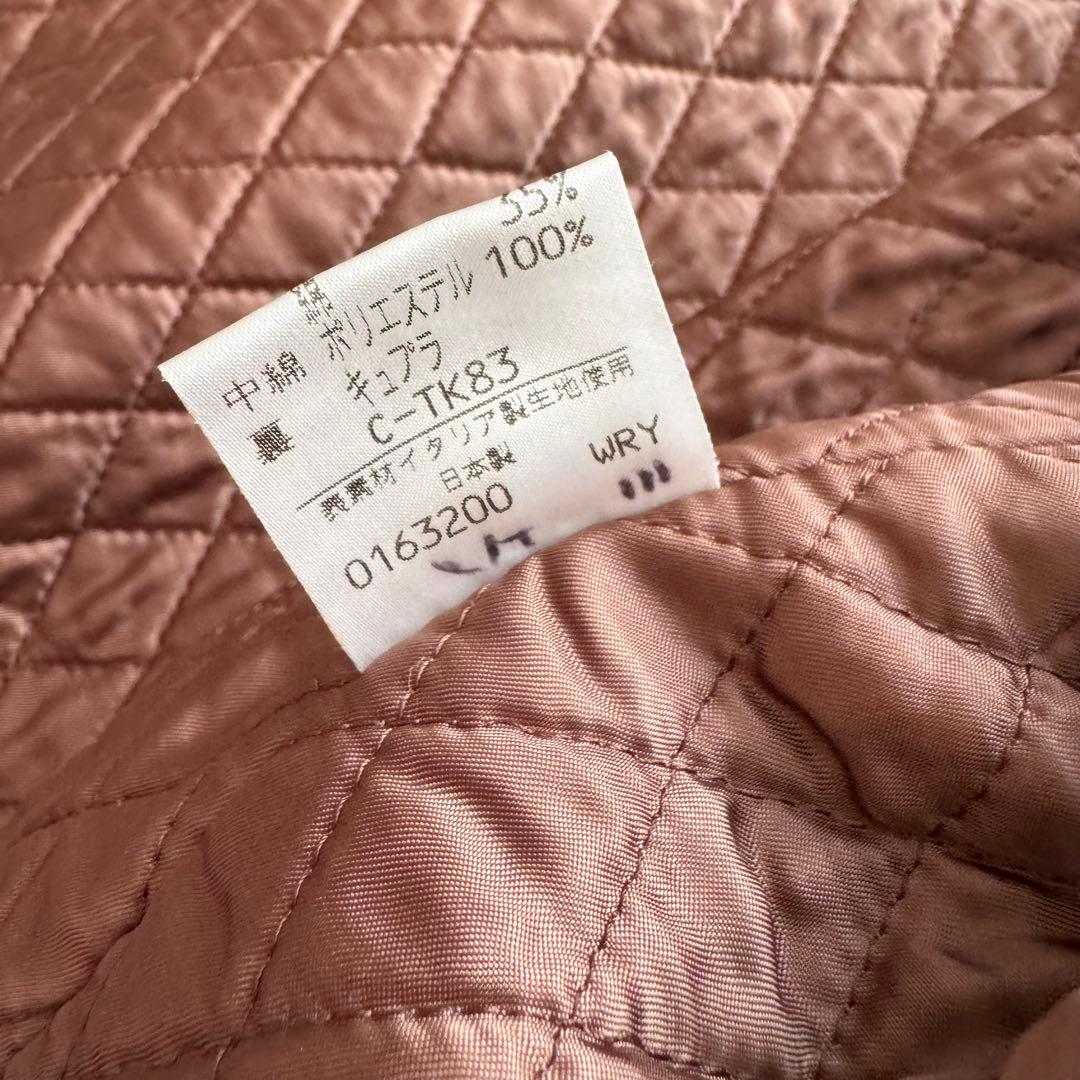 綿 35%
中綿 ポリエステル 100%
裏 キュプラ
C-TK83
表素材イタリア製生地使用
日本製
0163200 WRY